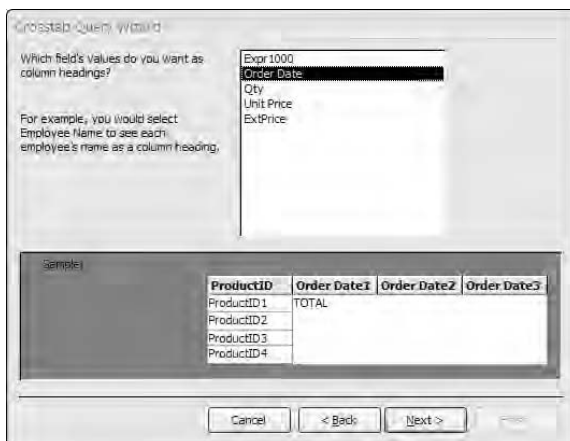 Crosstab Query Wizard
Which field's values do you want as
column headings?
For example, you would select
Employee Name to see each
employee's name as a column heading.
Expr1000
Order Date
Qty
Unit Price
ExtPrice
Sample:
ProductID Order Date1 Order Date2 Order Date3
ProductID1 TOTAL
ProductID2
ProductID3
ProductID4
Cancel < Back Next >